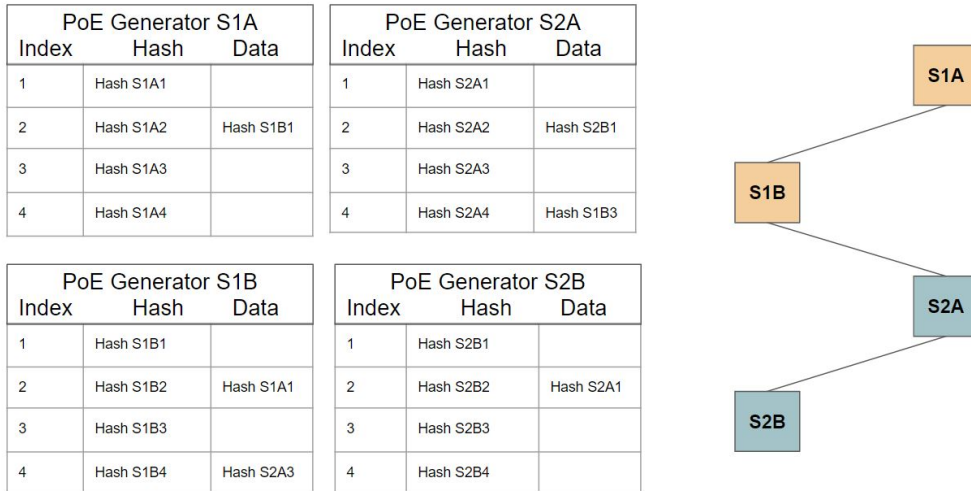 PoE Generator S1A
Index Hash Data
1 Hash S1A1
2 Hash S1A2 Hash S1B1
3 Hash S1A3
4 Hash S1A4
PoE Generator S2A
Index Hash Data
1 Hash S2A1
2 Hash S2A2 Hash S2B1
3 Hash S2A3
4 Hash S2A4 Hash S1B3
PoE Generator S1B
Index Hash Data
1 Hash S1B1
2 Hash S1B2 Hash S1A1
3 Hash S1B3
4 Hash S1B4 Hash S2A3
PoE Generator S2B
Index Hash Data
1 Hash S2B1
2 Hash S2B2 Hash S2A1
3 Hash S2B3
4 Hash S2B4
S1A
S1B
S2A
S2B